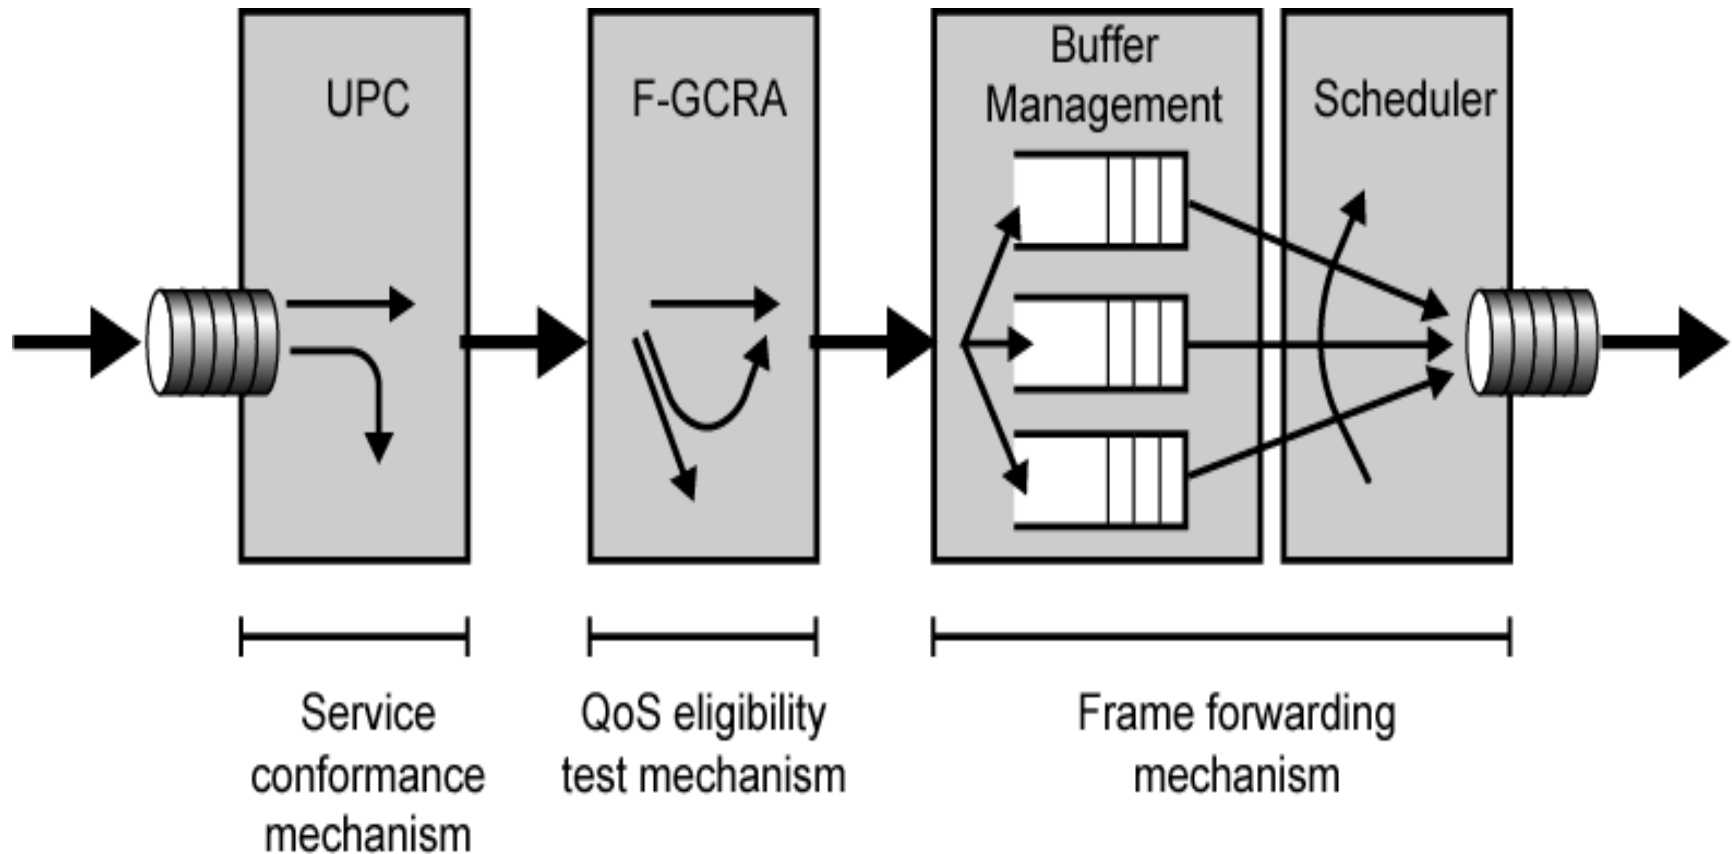 UPC
F-GCRA
Buffer
Management
Scheduler
Service
conformance
mechanism
QoS eligibility
test mechanism
Frame forwarding
mechanism